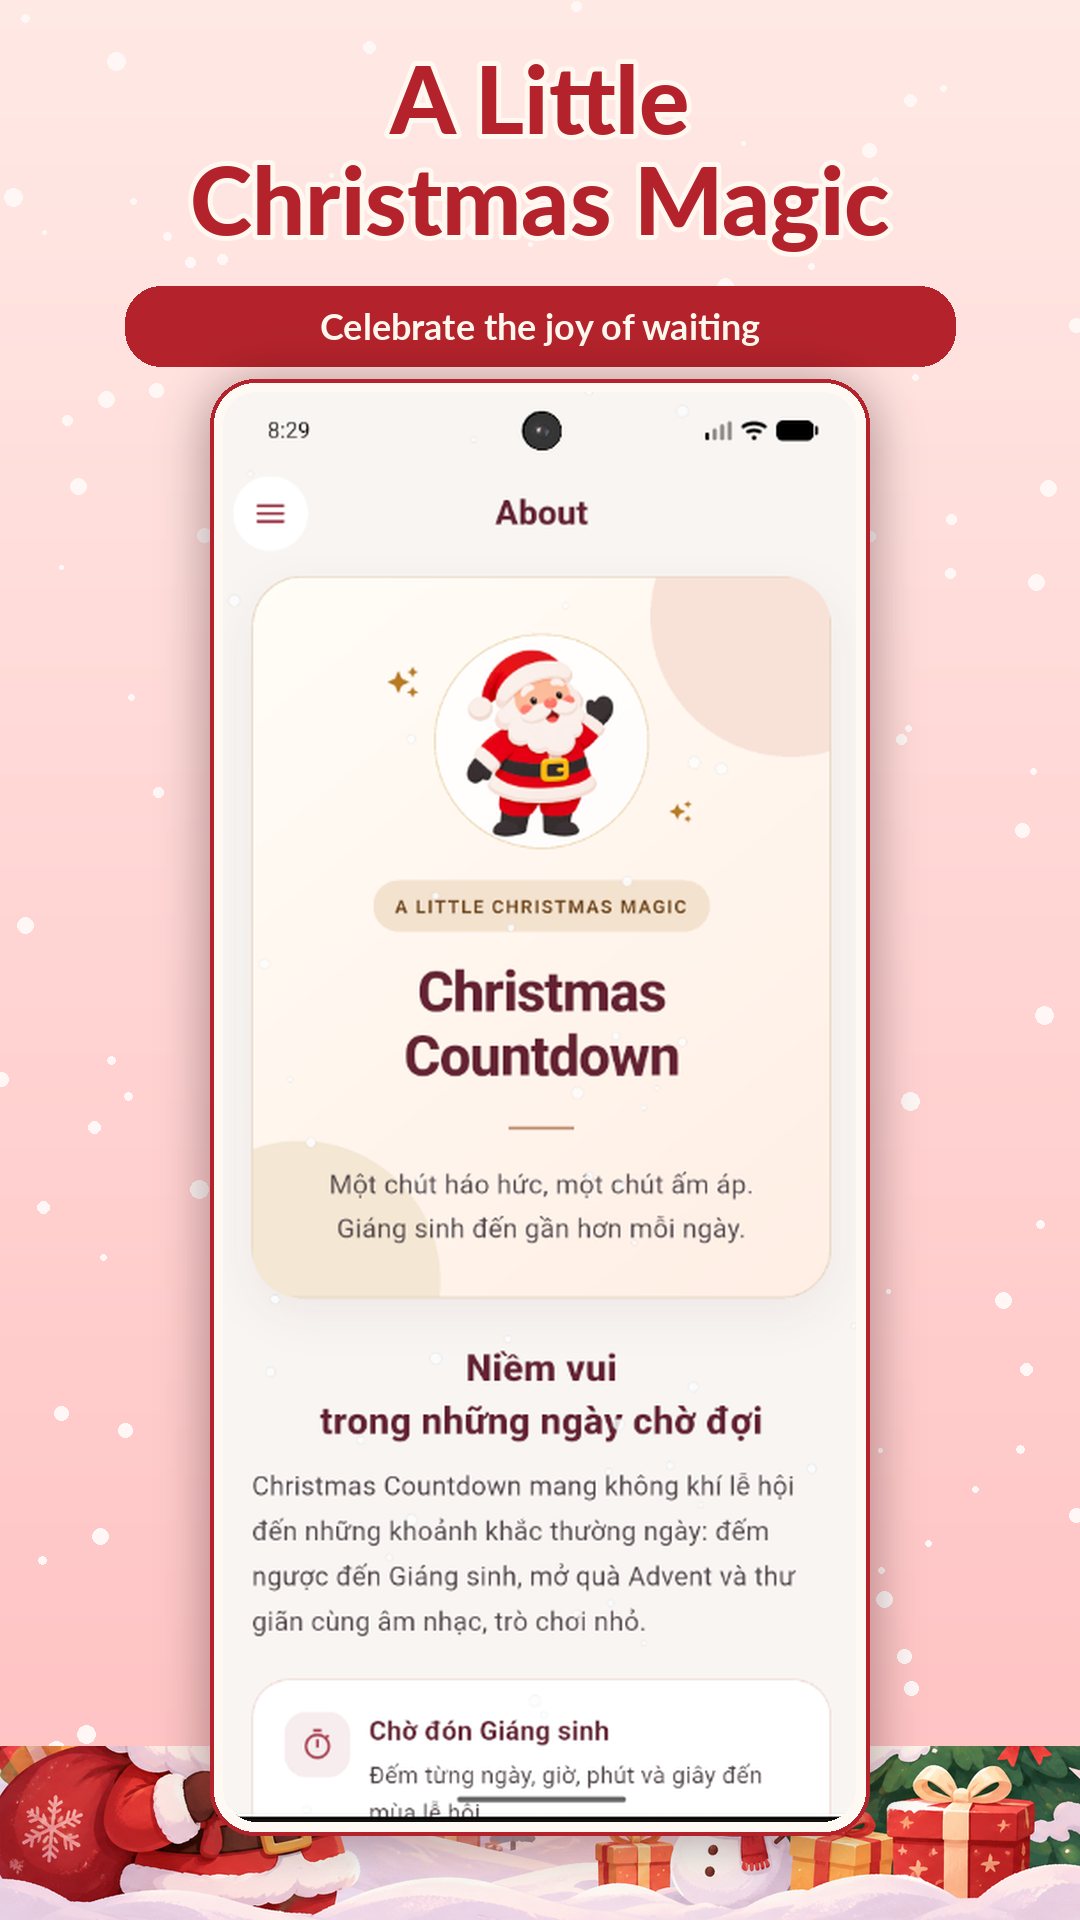 A Little
Christmas Magic
Celebrate the joy of waiting
8:29
About
A LITTLE CHRISTMAS MAGIC
Christmas
Countdown
Một chút háo hức, một chút ấm áp.
Giáng sinh đến gần hơn mỗi ngày.
Niềm vui
trong những ngày chờ đợi
Christmas Countdown mang không khí lễ hội
đến những khoảnh khắc thường ngày: đếm
ngược đến Giáng sinh, mở quà Advent và thư
giãn cùng âm nhạc, trò chơi nhỏ.
Chờ đón Giáng sinh
Đếm từng ngày, giờ, phút và giây đến
mùa lễ hội